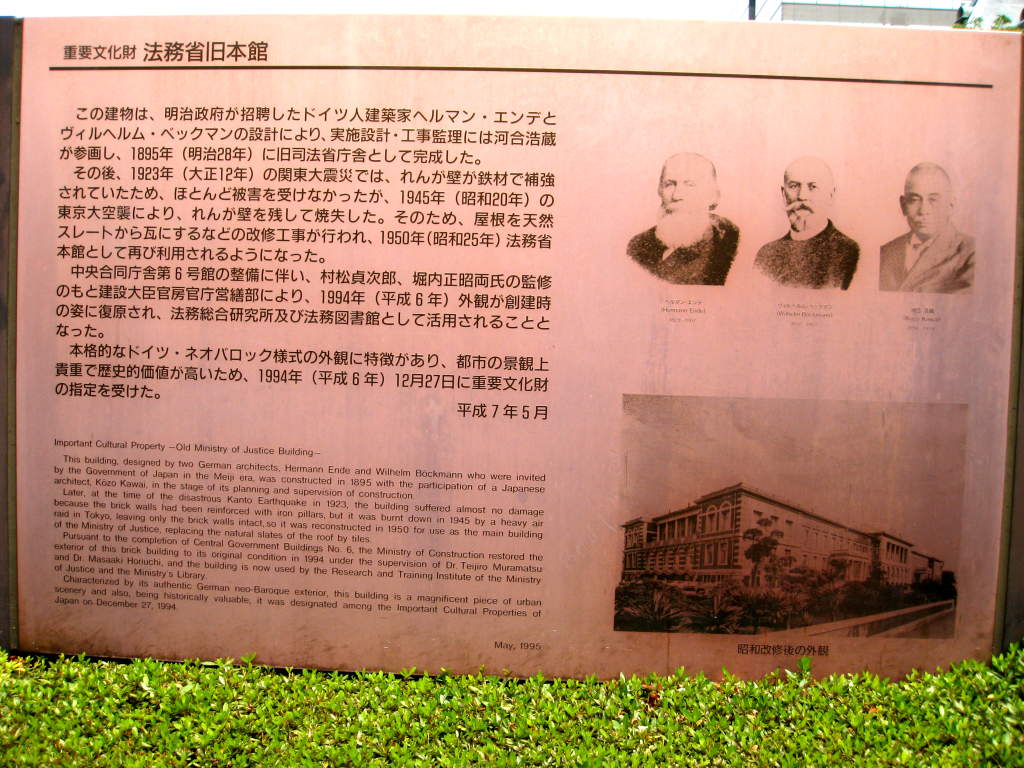 重要文化財 法務省旧本館
この建物は、明治政府が招聘したドイツ人建築家ヘルマン・エンデと
ヴィルヘルム・ベックマンの設計により、実施設計・工事監理には河合浩蔵
が参画し、1895年（明治28年）に旧司法省庁舎として完成した。
その後、1923年（大正12年）の関東大震災では、れんが壁が鉄材で補強
されていたため、ほとんど被害を受けなかったが、1945年（昭和20年）の
東京大空襲により、れんが壁を残して焼失した。そのため、屋根を天然
スレートから瓦にするなどの改修工事が行われ、1950年（昭和25年）法務省
本館として再び利用されるようになった。
中央合同庁舎第6号館の整備に伴い、村松貞次郎、堀内正昭両氏の監修
のもと建設大臣官房官庁営繕部により、1994年（平成6年）外観が創建時
の姿に復原され、法務総合研究所及び法務図書館として活用されることと
なった。
本格的なドイツ・ネオバロック様式の外観に特徴があり、都市の景観上
貴重で歴史的価値が高いため、1994年（平成6年）12月27日に重要文化財
の指定を受けた。
平成7年5月
Important Cultural Property —Old Ministry of Justice Building—
This building, designed by two German architects, Hermann Ende and Wilhelm Böckmann who were invited
by the Government of Japan in the Meiji era, was constructed in 1895 with the participation of a Japanese
architect, Kōzo Kawai, in the stage of its planning and supervision of construction.
Later, at the time of the disastrous Kanto Earthquake in 1923, the building suffered almost no damage
because the brick walls had been reinforced with iron pillars, but it was burnt down in 1945 by a heavy air
raid in Tokyo, leaving only the brick walls intact, so it was reconstructed in 1950 for use as the main building
of the Ministry of Justice, replacing the natural slates of the roof by tiles.
Pursuant to the completion of Central Government Buildings No. 6, the Ministry of Construction restored the
exterior of this brick building to its original condition in 1994 under the supervision of Dr. Teijiro Muramatsu
and Dr. Masaaki Horiuchi, and the building is now used by the Research and Training Institute of the Ministry
of Justice and the Ministry's Library.
Characterized by its authentic German neo-Baroque exterior, this building is a magnificent piece of urban
scenery and also, being historically valuable, it was designated among the Important Cultural Properties of
Japan on December 27, 1994.
May, 1995
ヘルマン・エンデ
(Hermann Ende)
ヴィルヘルム・ベックマン
(Wilhelm Böckmann)
昭和改修後の外観